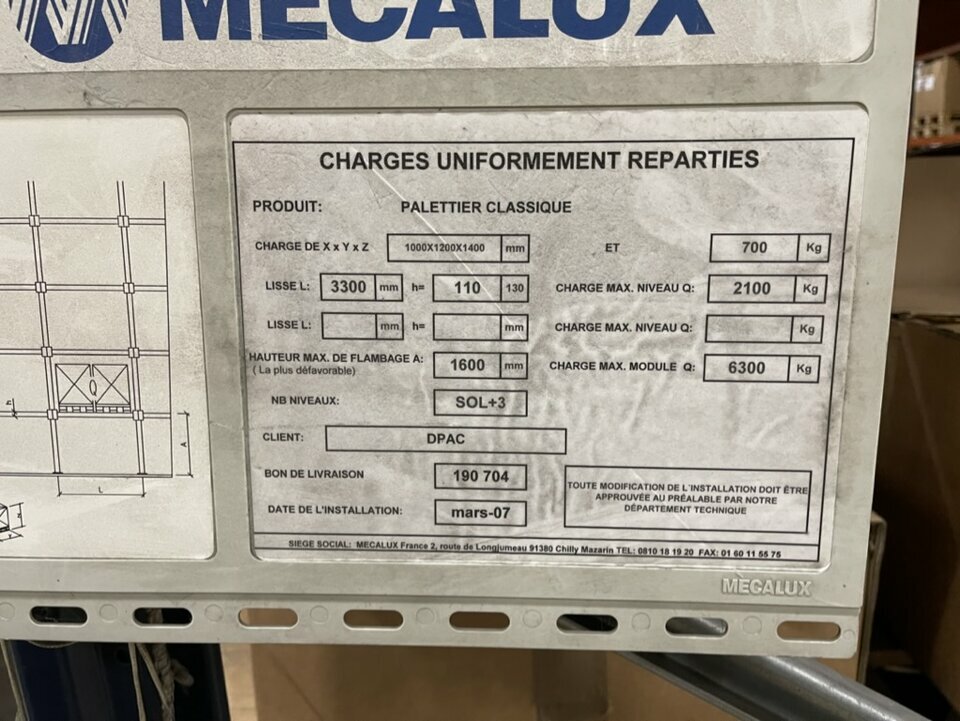 MECALUX
CHARGES UNIFORMEMENT REPARTIES
PRODUIT: PALETTIER CLASSIQUE
CHARGE DE X x Y x Z 1000X1200X1400 mm ET 700 Kg
LISSE L: 3300 mm h= 110 130 CHARGE MAX. NIVEAU Q: 2100 Kg
LISSE L: mm h= mm CHARGE MAX. NIVEAU Q: Kg
HAUTEUR MAX. DE FLAMBAGE A: 1600 mm CHARGE MAX. MODULE Q: 6300 Kg
( La plus défavorable)
NB NIVEAUX: SOL+3
CLIENT: DPAC
BON DE LIVRAISON 190 704
DATE DE L'INSTALLATION: mars-07
TOUTE MODIFICATION DE L'INSTALLATION DOIT ÊTRE
APPROUVÉE AU PRÉALABLE PAR NOTRE
DÉPARTEMENT TECHNIQUE
SIEGE SOCIAL: MECALUX France 2, route de Longjumeau 91380 Chilly Mazarin TEL: 0810 18 19 20 FAX: 01 60 11 55 75
MECALUX
Q
h
A
L